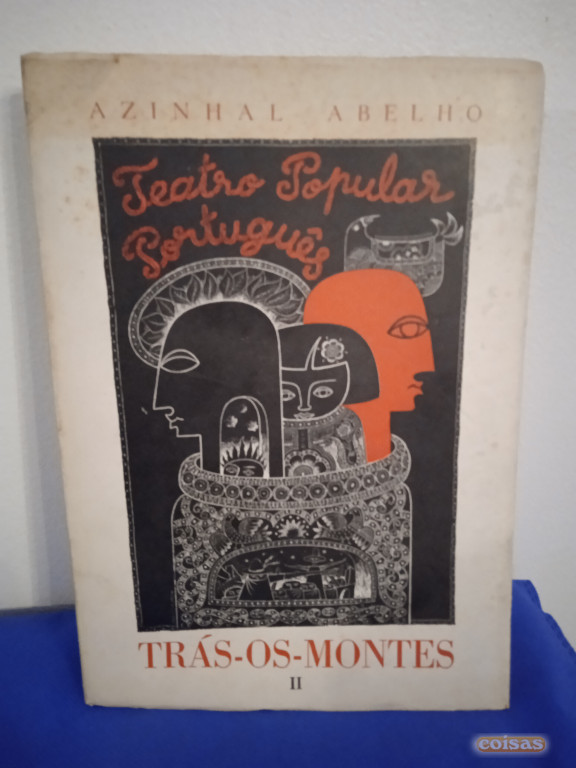 AZINHAL ABELHO
Teatro Popular
Português
TRÁS-OS-MONTES
II
coisas